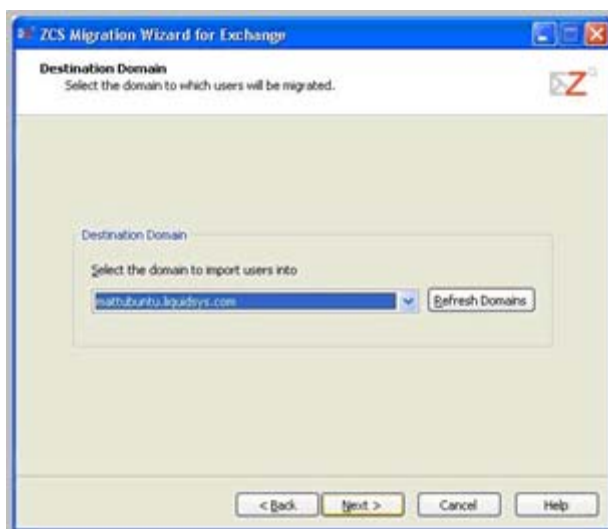 ZCS Migration Wizard for Exchange
Destination Domain
Select the domain to which users will be migrated.
Z
Destination Domain
Select the domain to import users into
mattubuntu.liquidsys.com
Refresh Domains
< Back
Next >
Cancel
Help